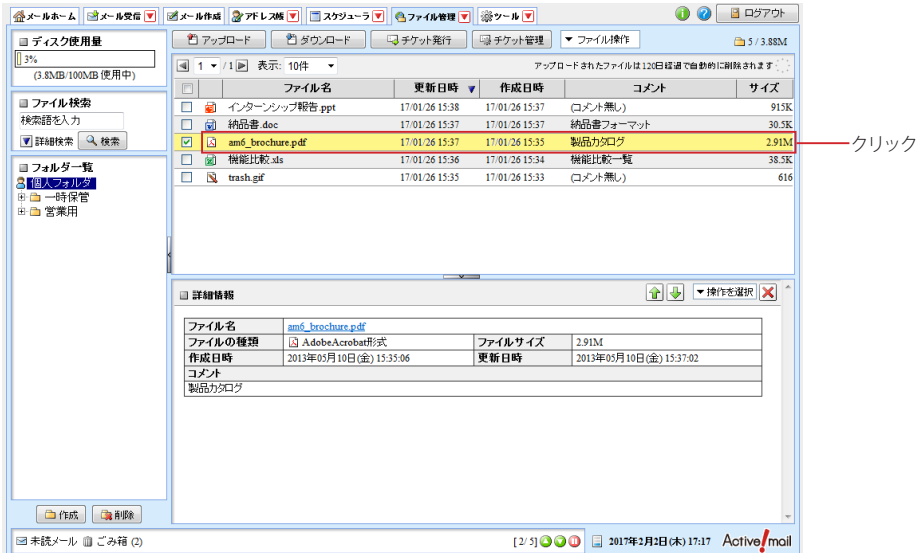 メールホーム メール受信 メール作成 アドレス帳 スケジューラ ファイル管理 ツール ログアウト
ディスク使用量
3%
(3.8MB/100MB 使用中)
ファイル検索
検索語を入力
▼詳細検索 検索
フォルダ一覧
個人フォルダ
一時保管
営業用
作成 削除
アップロード ダウンロード チケット発行 チケット管理 ▼ ファイル操作 5 / 3.88M
1 / 1 表示: 10件 アップロードされたファイルは120日経過で自動的に削除されます
ファイル名 更新日時 ▼ 作成日時 コメント サイズ
インターンシップ報告.ppt 17/01/26 15:38 17/01/26 15:37 (コメント無し) 915K
納品書.doc 17/01/26 15:37 17/01/26 15:37 納品書フォーマット 30.5K
am6_brochure.pdf 17/01/26 15:37 17/01/26 15:35 製品カタログ 2.91M
クリック
機能比較.xls 17/01/26 15:36 17/01/26 15:34 機能比較一覧 38.5K
trash.gif 17/01/26 15:35 17/01/26 15:33 (コメント無し) 616
詳細情報 ▼操作を選択
ファイル名 am6_brochure.pdf
ファイルの種類 AdobeAcrobat形式 ファイルサイズ 2.91M
作成日時 2013年05月10日(金) 15:35:06 更新日時 2013年05月10日(金) 15:37:02
コメント
製品カタログ
未読メール ごみ箱 (2) [ 2/ 5] 2017年2月2日(木) 17:17 Active! mail